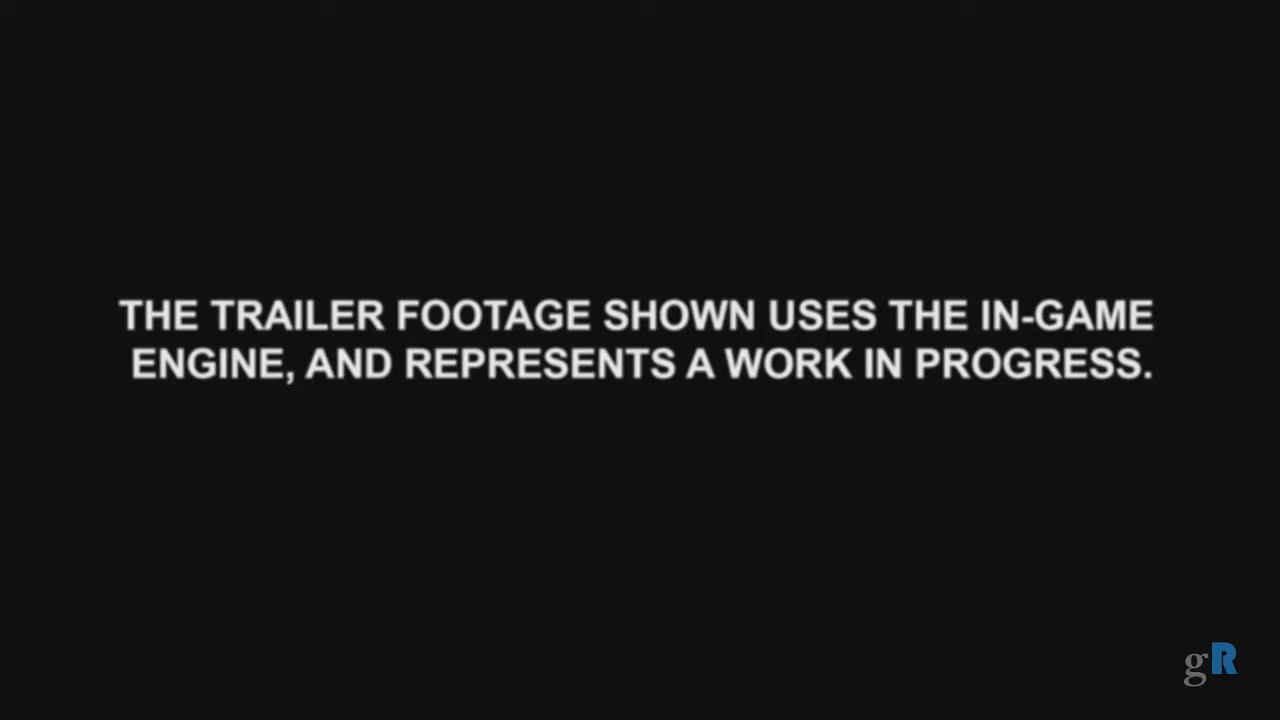 THE TRAILER FOOTAGE SHOWN USES THE IN-GAME
ENGINE, AND REPRESENTS A WORK IN PROGRESS.
gR